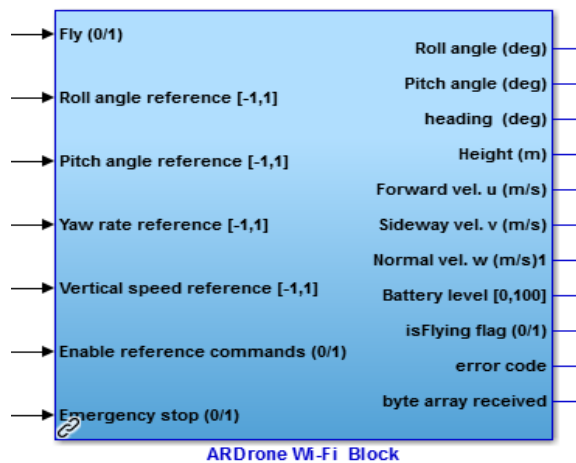 Fly (0/1)
Roll angle reference [-1,1]
Pitch angle reference [-1,1]
Yaw rate reference [-1,1]
Vertical speed reference [-1,1]
Enable reference commands (0/1)
Emergency stop (0/1)
Roll angle (deg)
Pitch angle (deg)
heading  (deg)
Height (m)
Forward vel. u (m/s)
Sideway vel. v (m/s)
Normal vel. w (m/s)1
Battery level [0,100]
isFlying flag (0/1)
error code
byte array received
ARDrone Wi-Fi  Block